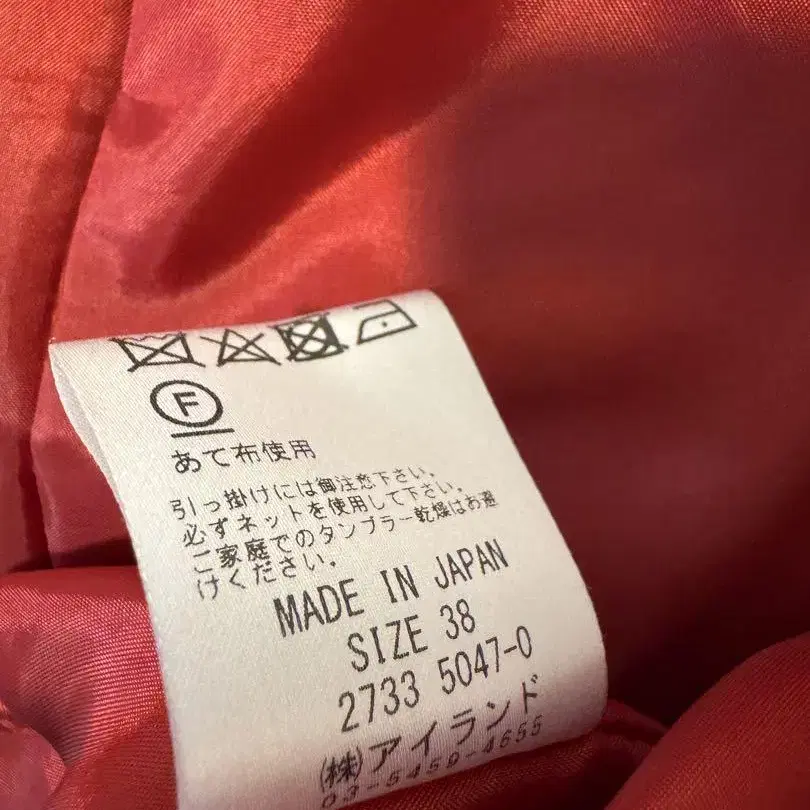 F
あて布使用
引っ掛けには御注意下さい。
必ずネットを使用して下さい。
ご家庭でのタンブラー乾燥はお避
けください。
MADE IN JAPAN
SIZE 38
2733 5047-0
(株)アイランド
03-5459-4655